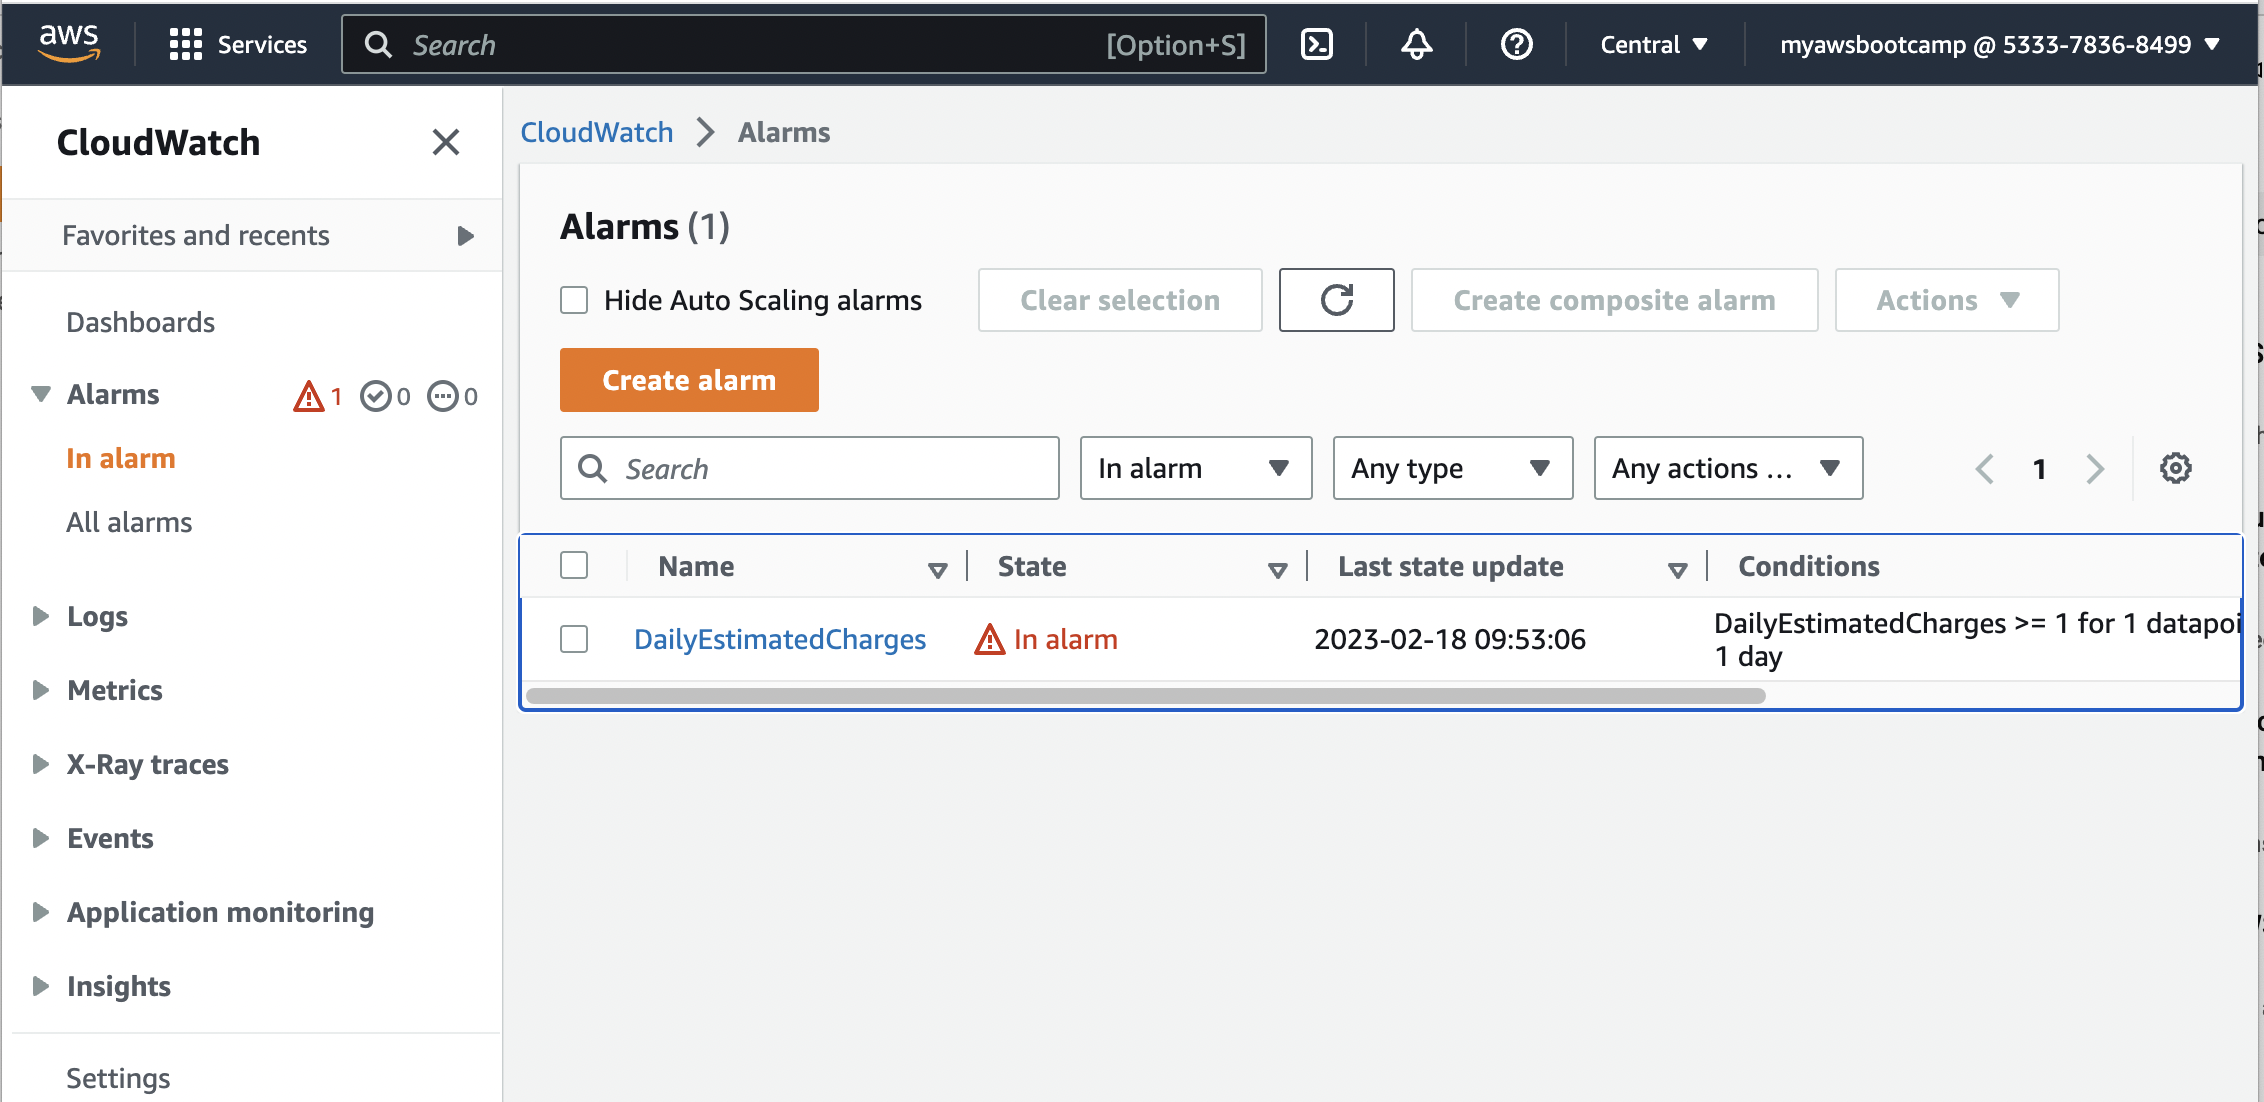 aws
Services
Search
[Option+S]
Central
myawsbootcamp @ 5333-7836-8499
CloudWatch
Favorites and recents
Dashboards
Alarms 1 0 0
In alarm
All alarms
Logs
Metrics
X-Ray traces
Events
Application monitoring
Insights
Settings
CloudWatch > Alarms
Alarms (1)
Hide Auto Scaling alarms
Clear selection
Create composite alarm
Actions
Create alarm
Search
In alarm
Any type
Any actions ...
1
Name State Last state update Conditions
DailyEstimatedCharges In alarm 2023-02-18 09:53:06 DailyEstimatedCharges >= 1 for 1 datapoi
1 day